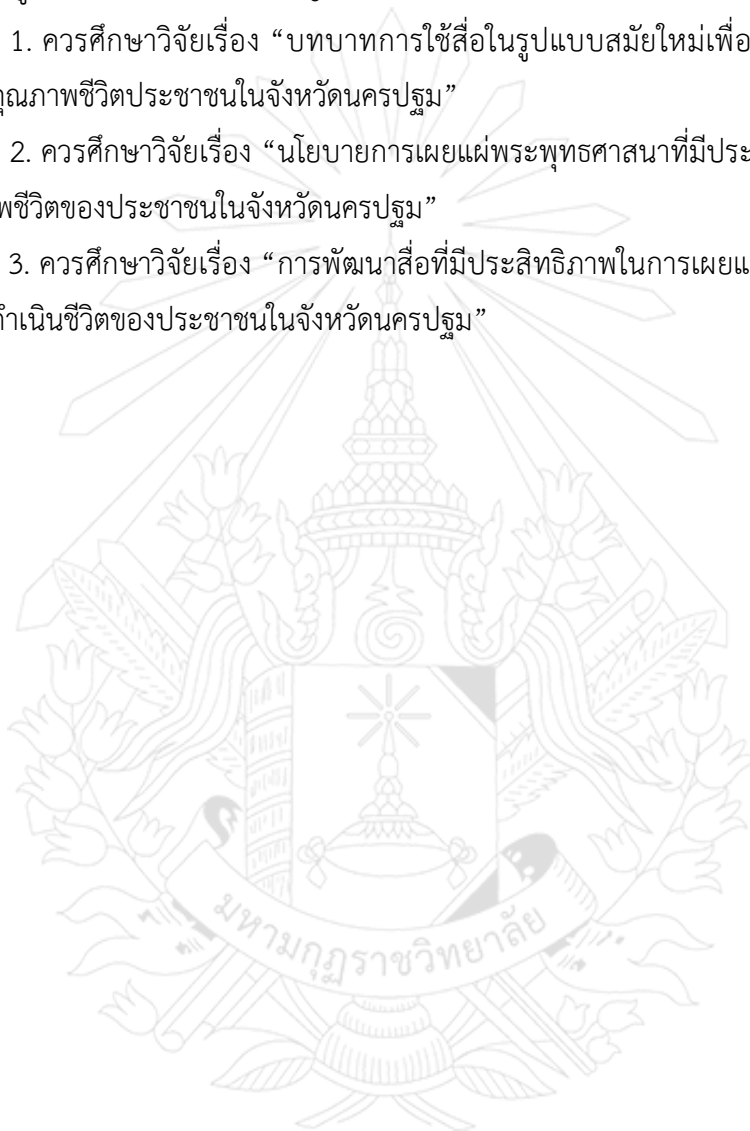 1. ควรศึกษาวิจัยเรื่อง “บทบาทการใช้สื่อในรูปแบบสมัยใหม่เพื่อ
คุณภาพชีวิตประชาชนในจังหวัดนครปฐม”
2. ควรศึกษาวิจัยเรื่อง “นโยบายการเผยแผ่พระพุทธศาสนาที่มีประ
พชีวิตของประชาชนในจังหวัดนครปฐม”
3. ควรศึกษาวิจัยเรื่อง “การพัฒนาสื่อที่มีประสิทธิภาพในการเผยแ
ดำเนินชีวิตของประชาชนในจังหวัดนครปฐม”
มหามกุฏราชวิทยาลัย